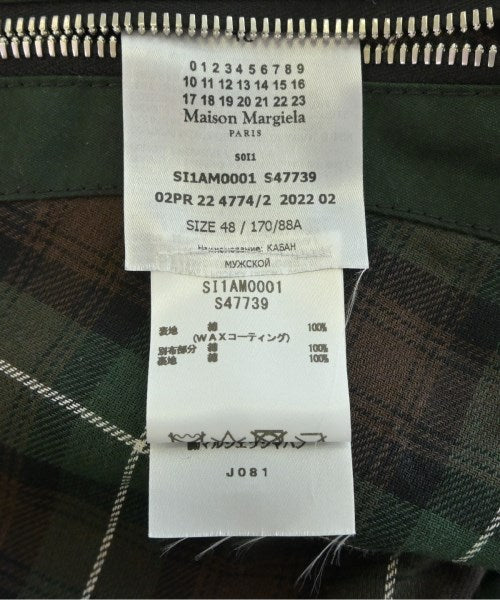 0 1 2 3 4 5 6 7 8 9
10 11 12 13 14 15 16
17 18 19 20 21 22 23
Maison Margiela
PARIS
S0I1
SI1AM0001 S47739
02PR 22 4774/2 2022 02
SIZE 48 / 170/88A
Наименование: КАБАН
МУЖСКОЙ
SI1AM0001
S47739
表地 綿 100%
(WAXコーティング)
別布部分 綿 100%
裏地 綿 100%
J081